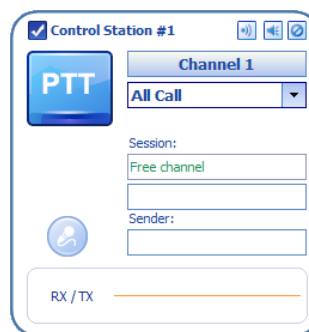 Control Station #1
PTT
Channel 1
All Call
Session:
Free channel
Sender:
RX / TX